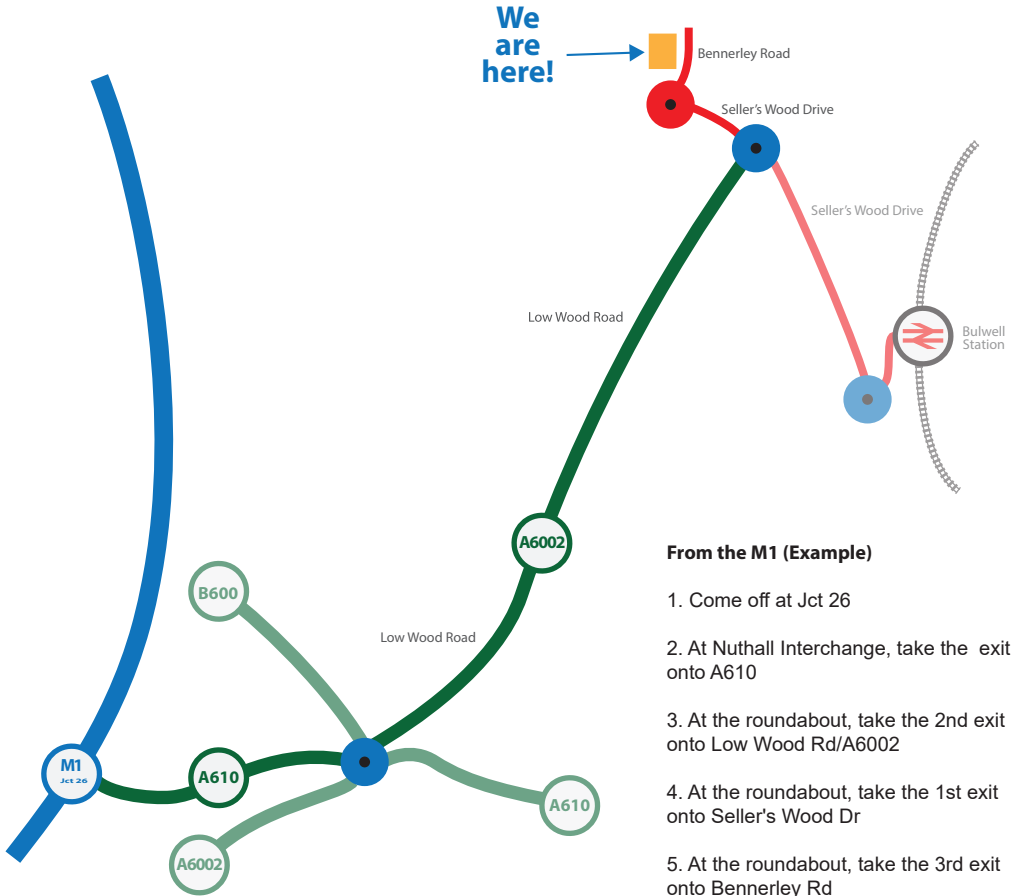 We
are
here!
Bennerley Road
Seller's Wood Drive
Seller's Wood Drive
Low Wood Road
Bulwell
Station
A6002
B600
Low Wood Road
M1
Jct 26
A610
A610
A6002
From the M1 (Example)
1. Come off at Jct 26
2. At Nuthall Interchange, take the  exit
onto A610
3. At the roundabout, take the 2nd exit
onto Low Wood Rd/A6002
4. At the roundabout, take the 1st exit
onto Seller's Wood Dr
5. At the roundabout, take the 3rd exit
onto Bennerley Rd